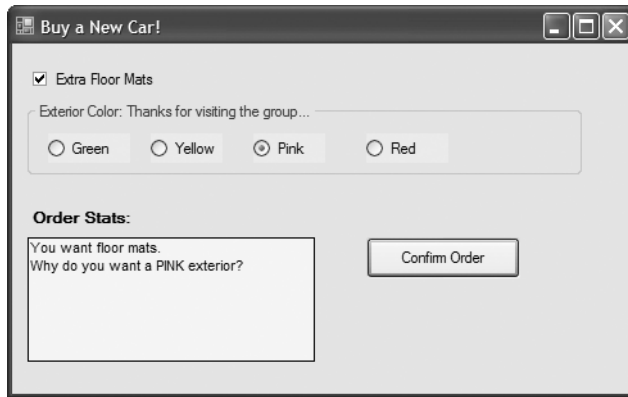 Buy a New Car!
Extra Floor Mats
Exterior Color: Thanks for visiting the group...
Green Yellow Pink Red
Order Stats:
You want floor mats.
Why do you want a PINK exterior?
Confirm Order